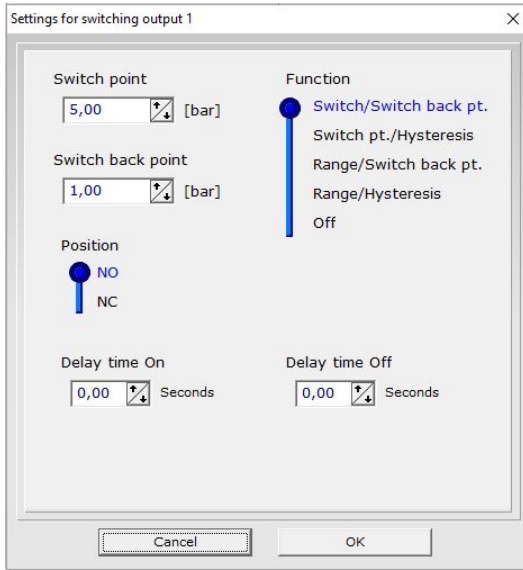 Settings for switching output 1
Switch point
5,00 [bar]
Switch back point
1,00 [bar]
Position
NO
NC
Function
Switch/Switch back pt.
Switch pt./Hysteresis
Range/Switch back pt.
Range/Hysteresis
Off
Delay time On
0,00 Seconds
Delay time Off
0,00 Seconds
Cancel
OK